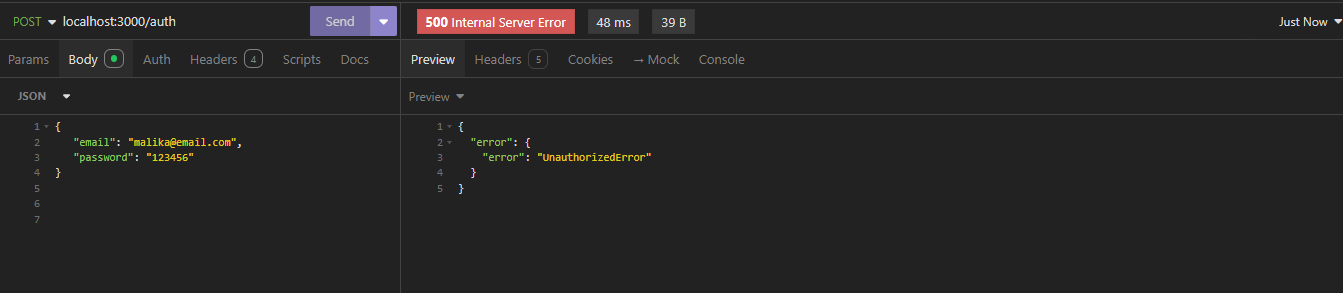 POST localhost:3000/auth Send 500 Internal Server Error 48 ms 39 B Just Now
Params Body Auth Headers 4 Scripts Docs Preview Headers 5 Cookies → Mock Console
JSON Preview
1 {
2 "email": "malika@email.com",
3 "password": "123456"
4 }
5
6
7
1 {
2 "error": {
3 "error": "UnauthorizedError"
4 }
5 }